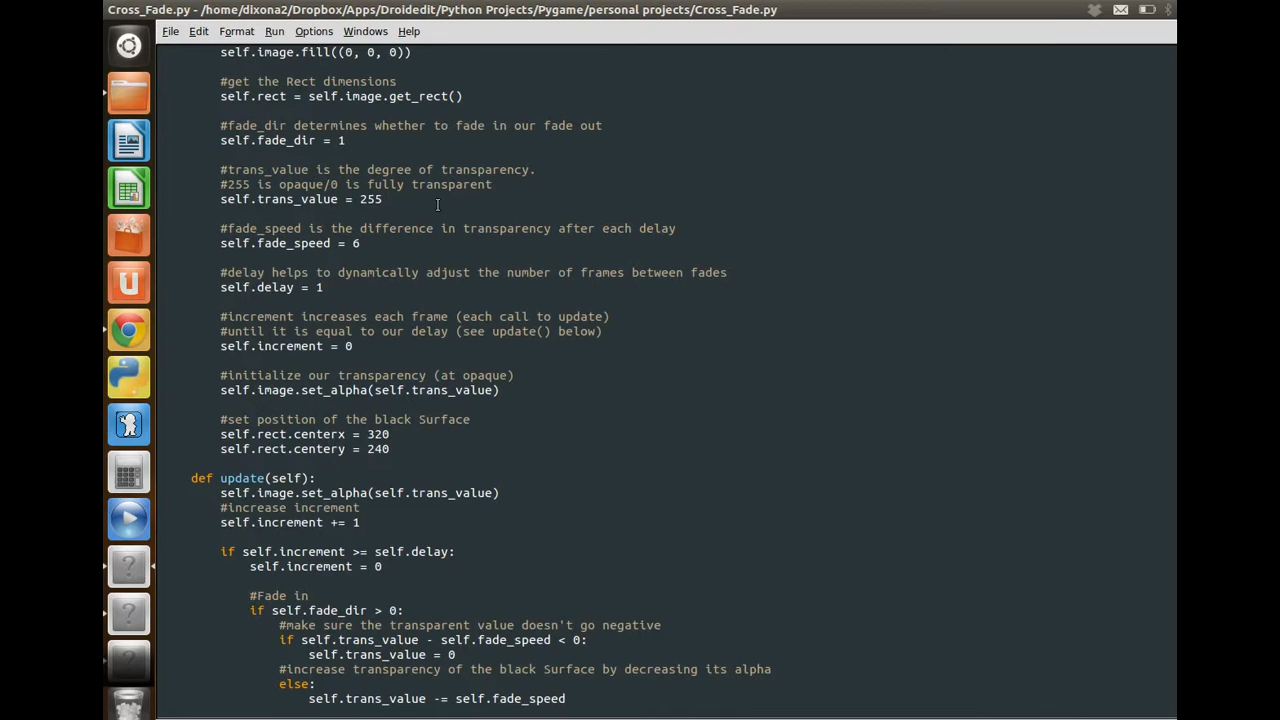 Cross_Fade.py - /home/dlxona2/Dropbox/Apps/Droidedit/Python Projects/Pygame/personal projects/Cross_Fade.py
File Edit Format Run Options Windows Help
self.image.fill((0, 0, 0))
#get the Rect dimensions
self.rect = self.image.get_rect()
#fade_dir determines whether to fade in our fade out
self.fade_dir = 1
#trans_value is the degree of transparency.
#255 is opaque/0 is fully transparent
self.trans_value = 255
#fade_speed is the difference in transparency after each delay
self.fade_speed = 6
#delay helps to dynamically adjust the number of frames between fades
self.delay = 1
#increment increases each frame (each call to update)
#until it is equal to our delay (see update() below)
self.increment = 0
#initialize our transparency (at opaque)
self.image.set_alpha(self.trans_value)
#set position of the black Surface
self.rect.centerx = 320
self.rect.centery = 240
def update(self):
self.image.set_alpha(self.trans_value)
#increase increment
self.increment += 1
if self.increment >= self.delay:
self.increment = 0
#Fade in
if self.fade_dir > 0:
#make sure the transparent value doesn't go negative
if self.trans_value - self.fade_speed < 0:
self.trans_value = 0
#increase transparency of the black Surface by decreasing its alpha
else:
self.trans_value -= self.fade_speed